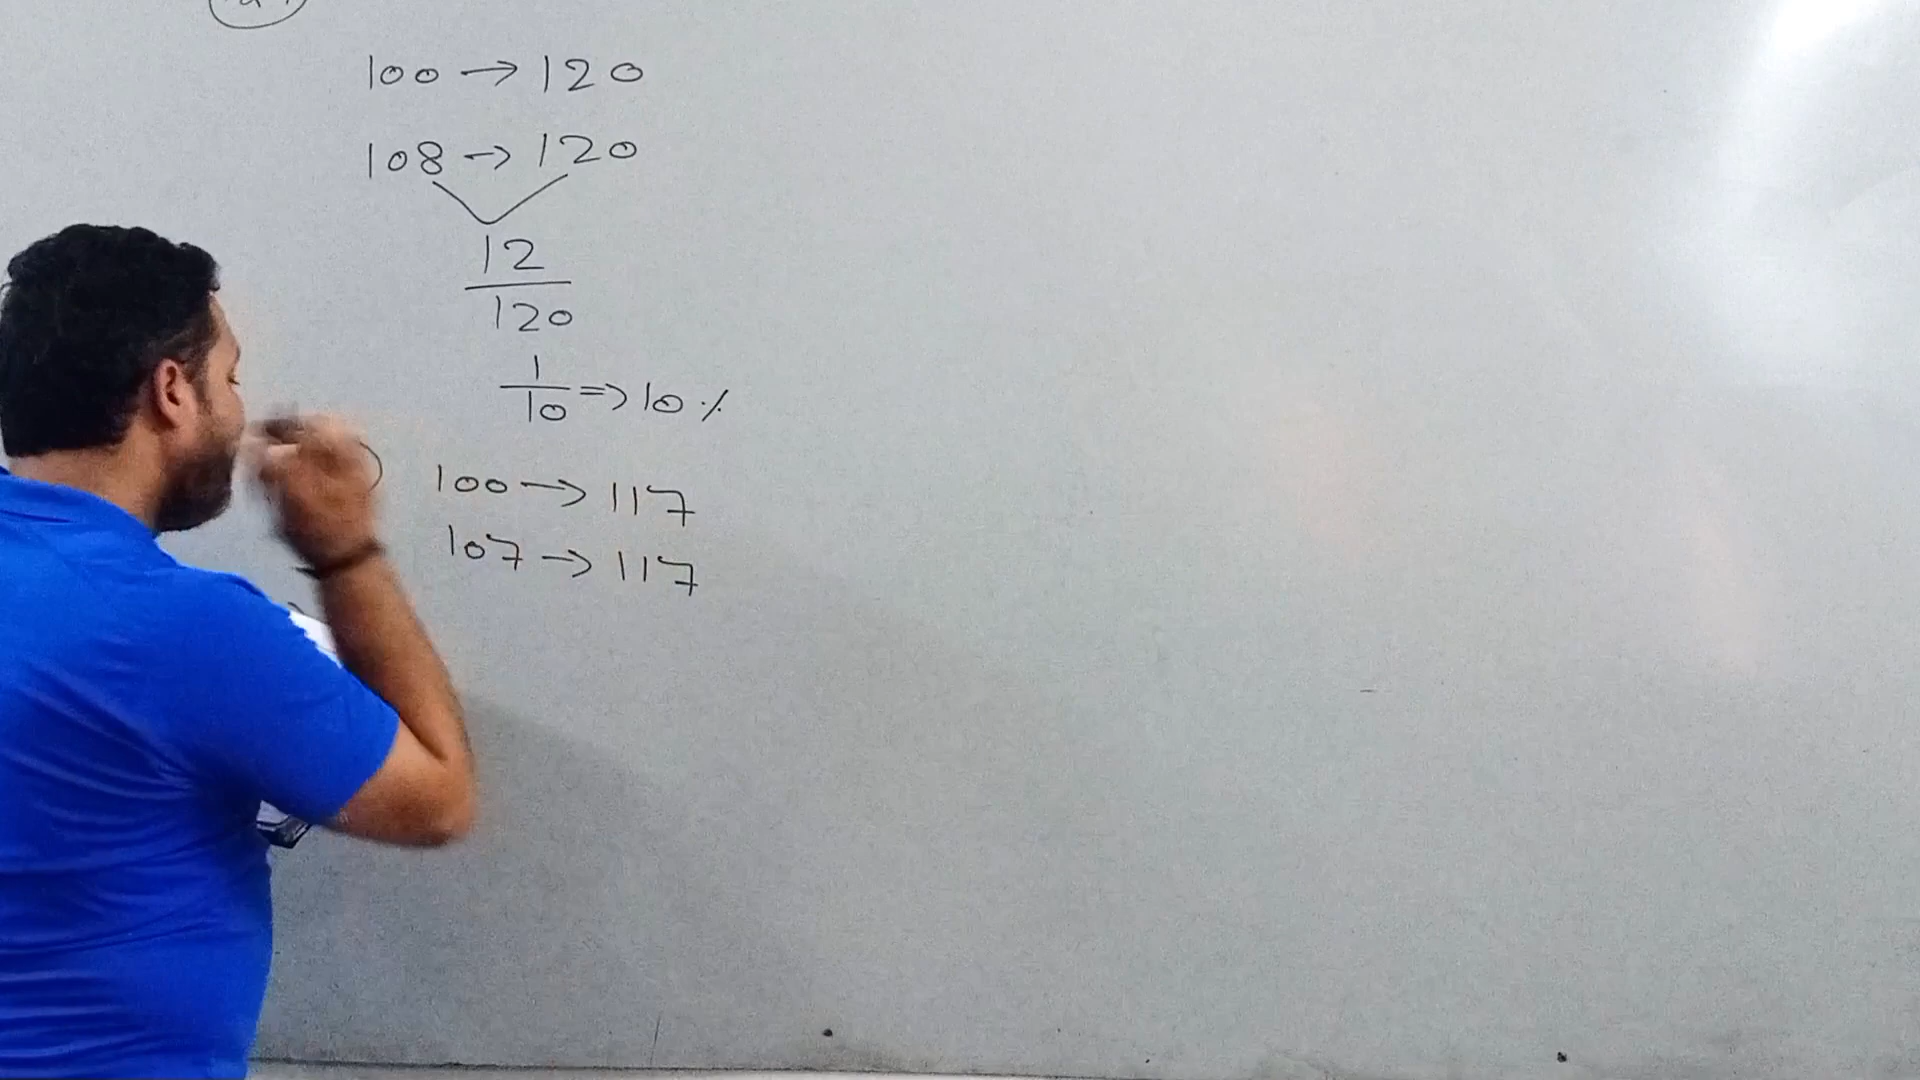 100 → 120
108 → 120
12
120
1
10 => 10 %
100 → 117
107 → 117